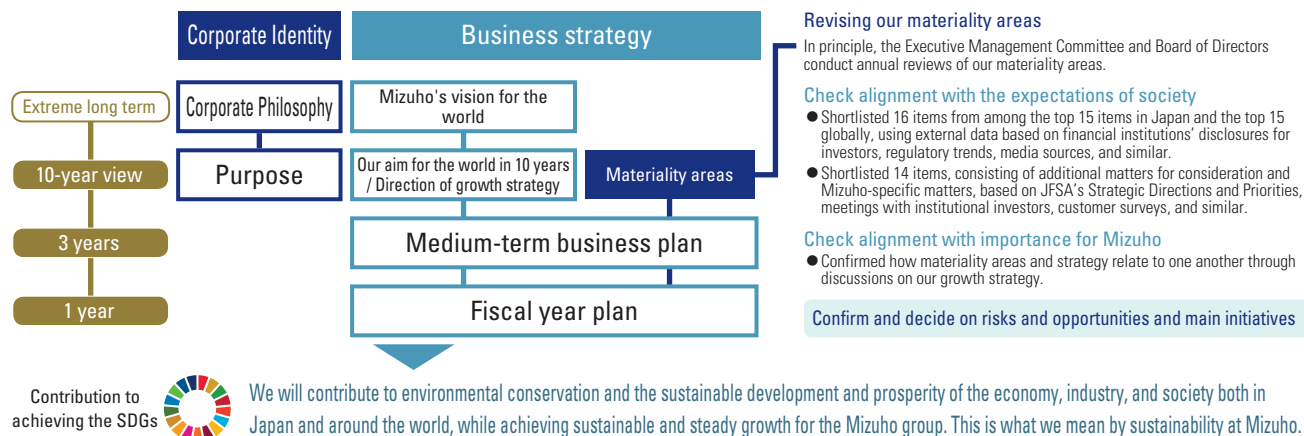 Corporate Identity
Business strategy
Extreme long term
Corporate Philosophy
Mizuho's vision for the
world
10-year view
Purpose
Our aim for the world in 10 years
/ Direction of growth strategy
Materiality areas
3 years
Medium-term business plan
1 year
Fiscal year plan
Revising our materiality areas
In principle, the Executive Management Committee and Board of Directors
conduct annual reviews of our materiality areas.
Check alignment with the expectations of society
● Shortlisted 16 items from among the top 15 items in Japan and the top 15
globally, using external data based on financial institutions' disclosures for
investors, regulatory trends, media sources, and similar.
● Shortlisted 14 items, consisting of additional matters for consideration and
Mizuho-specific matters, based on JFSA's Strategic Directions and Priorities,
meetings with institutional investors, customer surveys, and similar.
Check alignment with importance for Mizuho
● Confirmed how materiality areas and strategy relate to one another through
discussions on our growth strategy.
Confirm and decide on risks and opportunities and main initiatives
Contribution to
achieving the SDGs
We will contribute to environmental conservation and the sustainable development and prosperity of the economy, industry, and society both in
Japan and around the world, while achieving sustainable and steady growth for the Mizuho group. This is what we mean by sustainability at Mizuho.